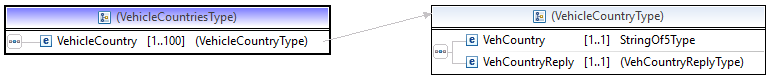 (VehicleCountriesType)
VehicleCountry [1..100] (VehicleCountryType)
(VehicleCountryType)
VehCountry [1..1] StringOf5Type
VehCountryReply [1..1] (VehCountryReplyType)